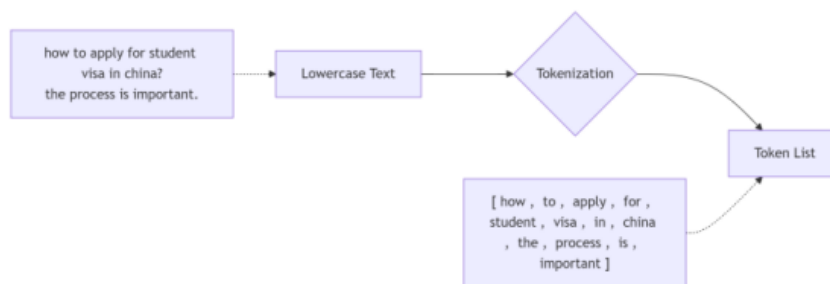 how to apply for student
visa in china?
the process is important.
Lowercase Text
Tokenization
Token List
[ how , to , apply , for ,
student , visa , in , china
, the , process , is ,
important ]